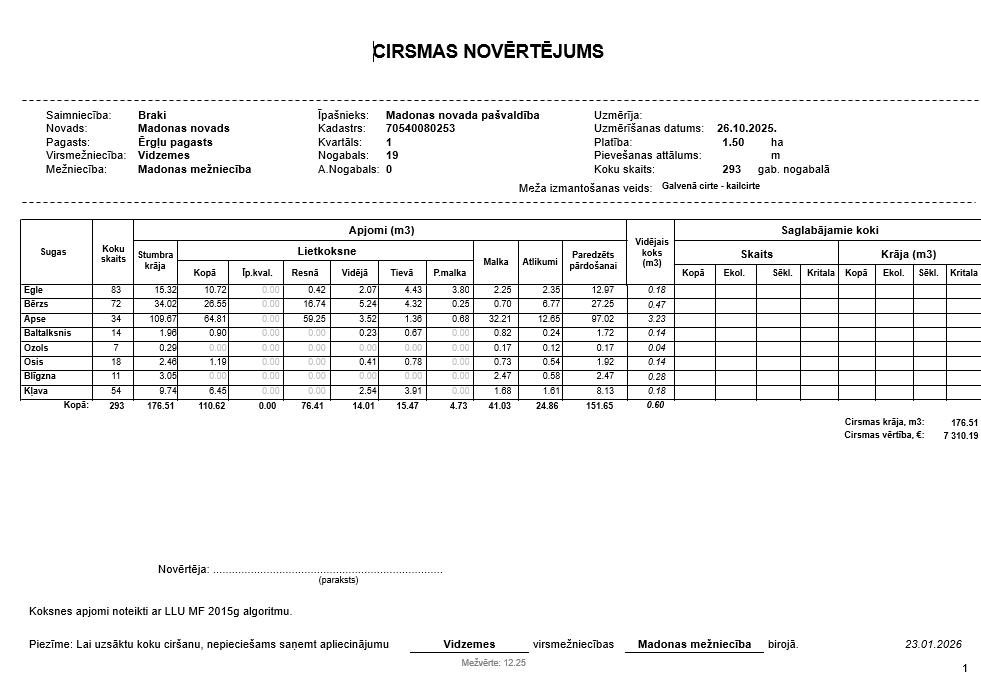 CIRSMAS NOVĒRTĒJUMS
Saimniecība: Braki Īpašnieks: Madonas novada pašvaldība Uzmērīja:
Novads: Madonas novads Kadastrs: 70540080253 Uzmērīšanas datums: 26.10.2025.
Pagasts: Ērgļu pagasts Kvartāls: 1 Platība: 1.50 ha
Virsmežniecība: Vidzemes Nogabals: 19 Pievešanas attālums: m
Mežniecība: Madonas mežniecība A.Nogabals: 0 Koku skaits: 293 gab. nogabalā
Meža izmantošanas veids: Galvenā cirte - kailcirte
Sugas Koku skaits Apjomi (m3) Vidējais koks (m3) Saglabājamie koki
Stumbra krāja Lietkoksne Malka Atlikumi Paredzēts pārdošanai Skaits Krāja (m3)
Kopā Īp.kval. Resnā Vidējā Tievā P.malka Kopā Ekol. Sēkl. Kritala Kopā Ekol. Sēkl. Kritala
Egle 83 15.32 10.72 0.00 0.42 2.07 4.43 3.80 2.25 2.35 12.97 0.18
Bērzs 72 34.02 26.55 0.00 16.74 5.24 4.32 0.25 0.70 6.77 27.25 0.47
Apse 34 109.67 64.81 0.00 59.25 3.52 1.36 0.68 32.21 12.65 97.02 3.23
Baltalksnis 14 1.96 0.90 0.00 0.00 0.23 0.67 0.00 0.82 0.24 1.72 0.14
Ozols 7 0.29 0.00 0.00 0.00 0.00 0.00 0.00 0.17 0.12 0.17 0.04
Osis 18 2.46 1.19 0.00 0.00 0.41 0.78 0.00 0.73 0.54 1.92 0.14
Blīgzna 11 3.05 0.00 0.00 0.00 0.00 0.00 0.00 2.47 0.58 2.47 0.28
Kļava 54 9.74 6.45 0.00 0.00 2.54 3.91 0.00 1.68 1.61 8.13 0.18
Kopā: 293 176.51 110.62 0.00 76.41 14.01 15.47 4.73 41.03 24.86 151.65 0.60
Cirsmas krāja, m3: 176.51
Cirsmas vērtība, €: 7 310.19
Novērtēja: ........................................................................
(paraksts)
Koksnes apjomi noteikti ar LLU MF 2015g algoritmu.
Piezīme: Lai uzsāktu koku ciršanu, nepieciešams saņemt apliecinājumu Vidzemes virsmežniecības Madonas mežniecība birojā. 23.01.2026
Mežvērte: 12.25
1